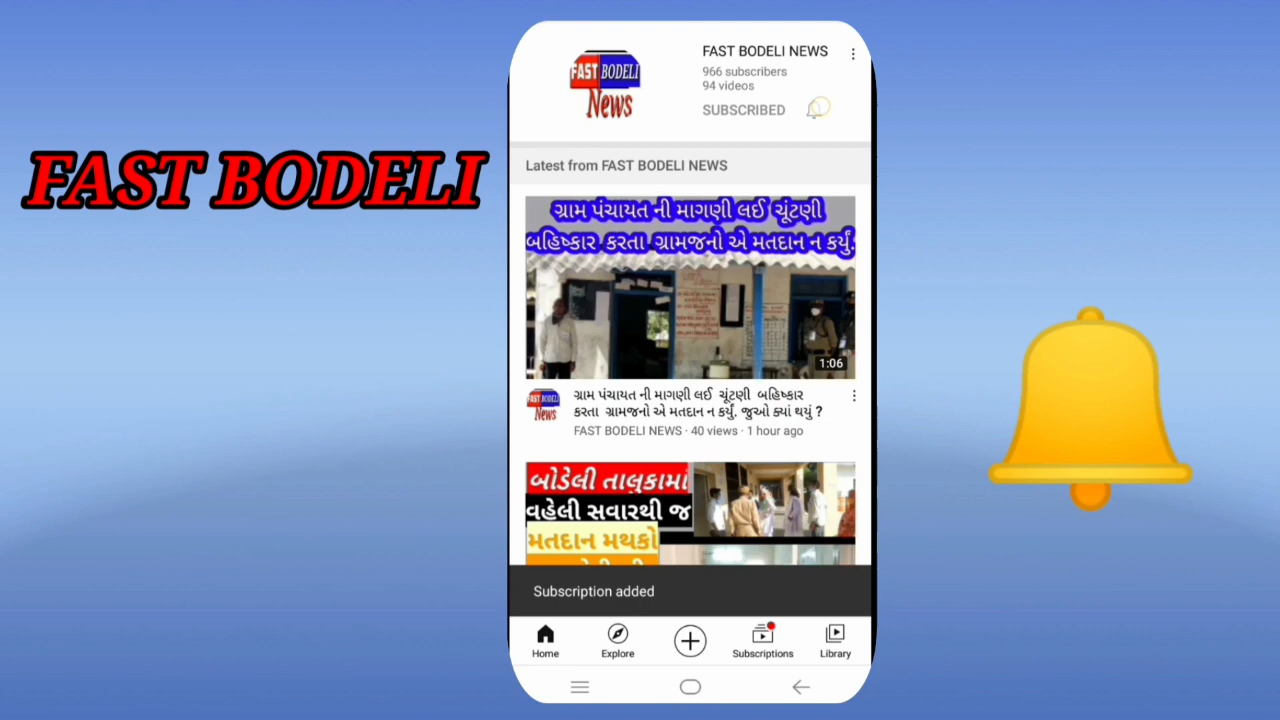 FAST BODELI
FAST BODELI
News
FAST BODELI NEWS
966 subscribers
94 videos
SUBSCRIBED
Latest from FAST BODELI NEWS
ગ્રામ પંચાયત ની માગણી લઈ ચૂંટણી
બહિષ્કાર કરતા ગ્રામજનો એ મતદાન ન કર્યું.
1:06
FAST BODELI
News
ગ્રામ પંચાયત ની માગણી લઈ ચૂંટણી બહિષ્કાર
કરતા ગ્રામજનો એ મતદાન ન કર્યું. જુઓ ક્યાં થયું ?
FAST BODELI NEWS · 40 views · 1 hour ago
બોડેલી તાલુકામાં
વહેલી સવારથી જ
મતદાન મથકો
Subscription added
Home
Explore
Subscriptions
Library